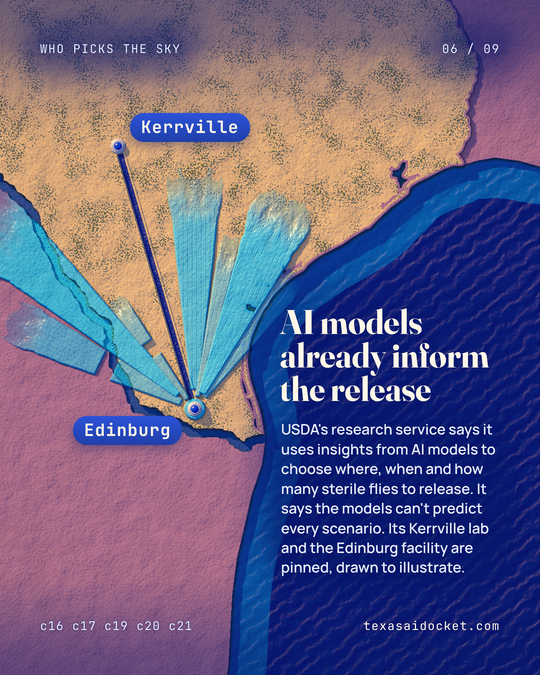 WHO PICKS THE SKY
06 / 09
Kerrville
AI models
already inform
the release
Edinburg
USDA's research service says it
uses insights from AI models to
choose where, when and how
many sterile flies to release. It
says the models can't predict
every scenario. Its Kerrville lab
and the Edinburg facility are
pinned, drawn to illustrate.
c16 c17 c19 c20 c21
texasaidocket.com